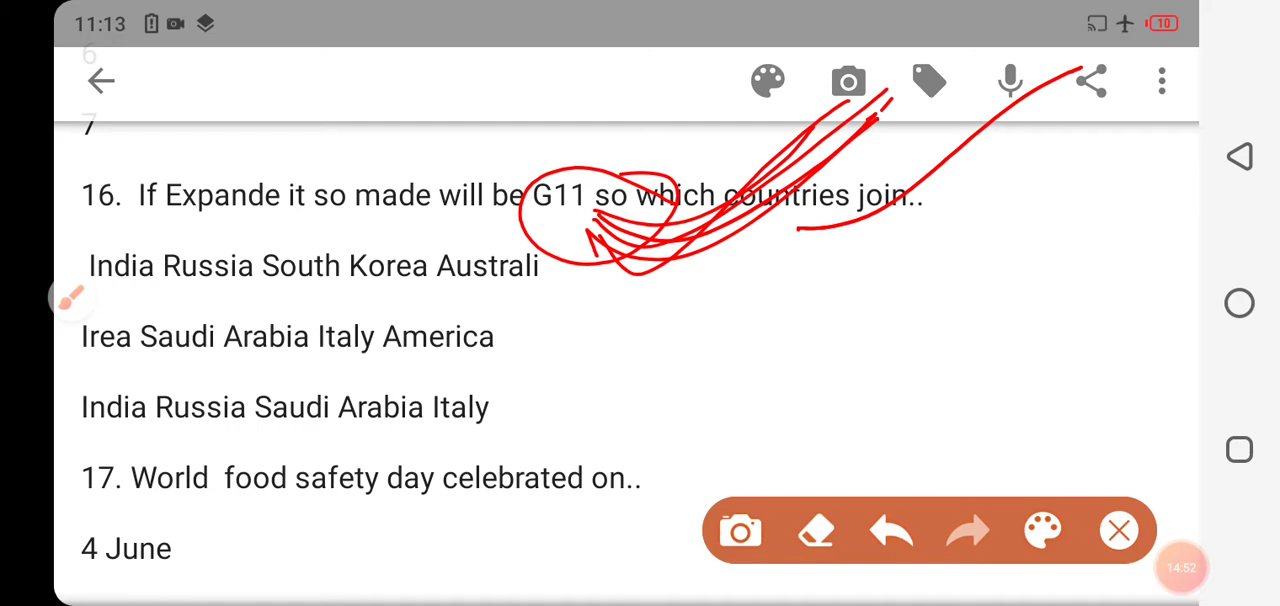 11:13
10
6
7
16. If Expande it so made will be G11 so which countries join..
India Russia South Korea Australi
Irea Saudi Arabia Italy America
India Russia Saudi Arabia Italy
17. World food safety day celebrated on..
4 June
14:52